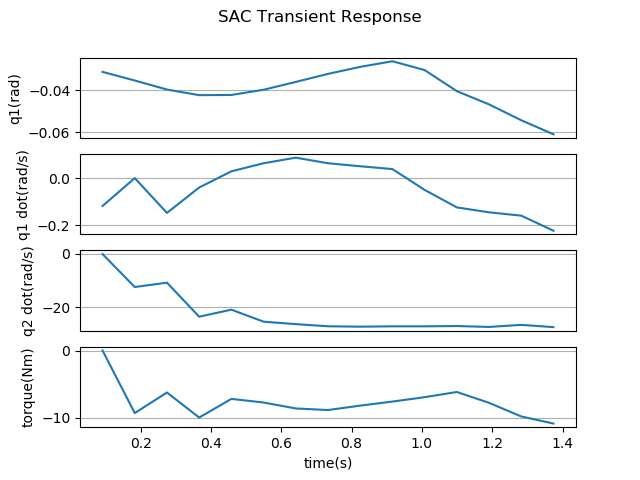 SAC Transient Response
q1(rad)
−0.04
−0.06
q1 dot(rad/s)
0.0
−0.2
q2 dot(rad/s)
0
−20
torque(Nm)
0
−10
0.2 0.4 0.6 0.8 1.0 1.2 1.4
time(s)